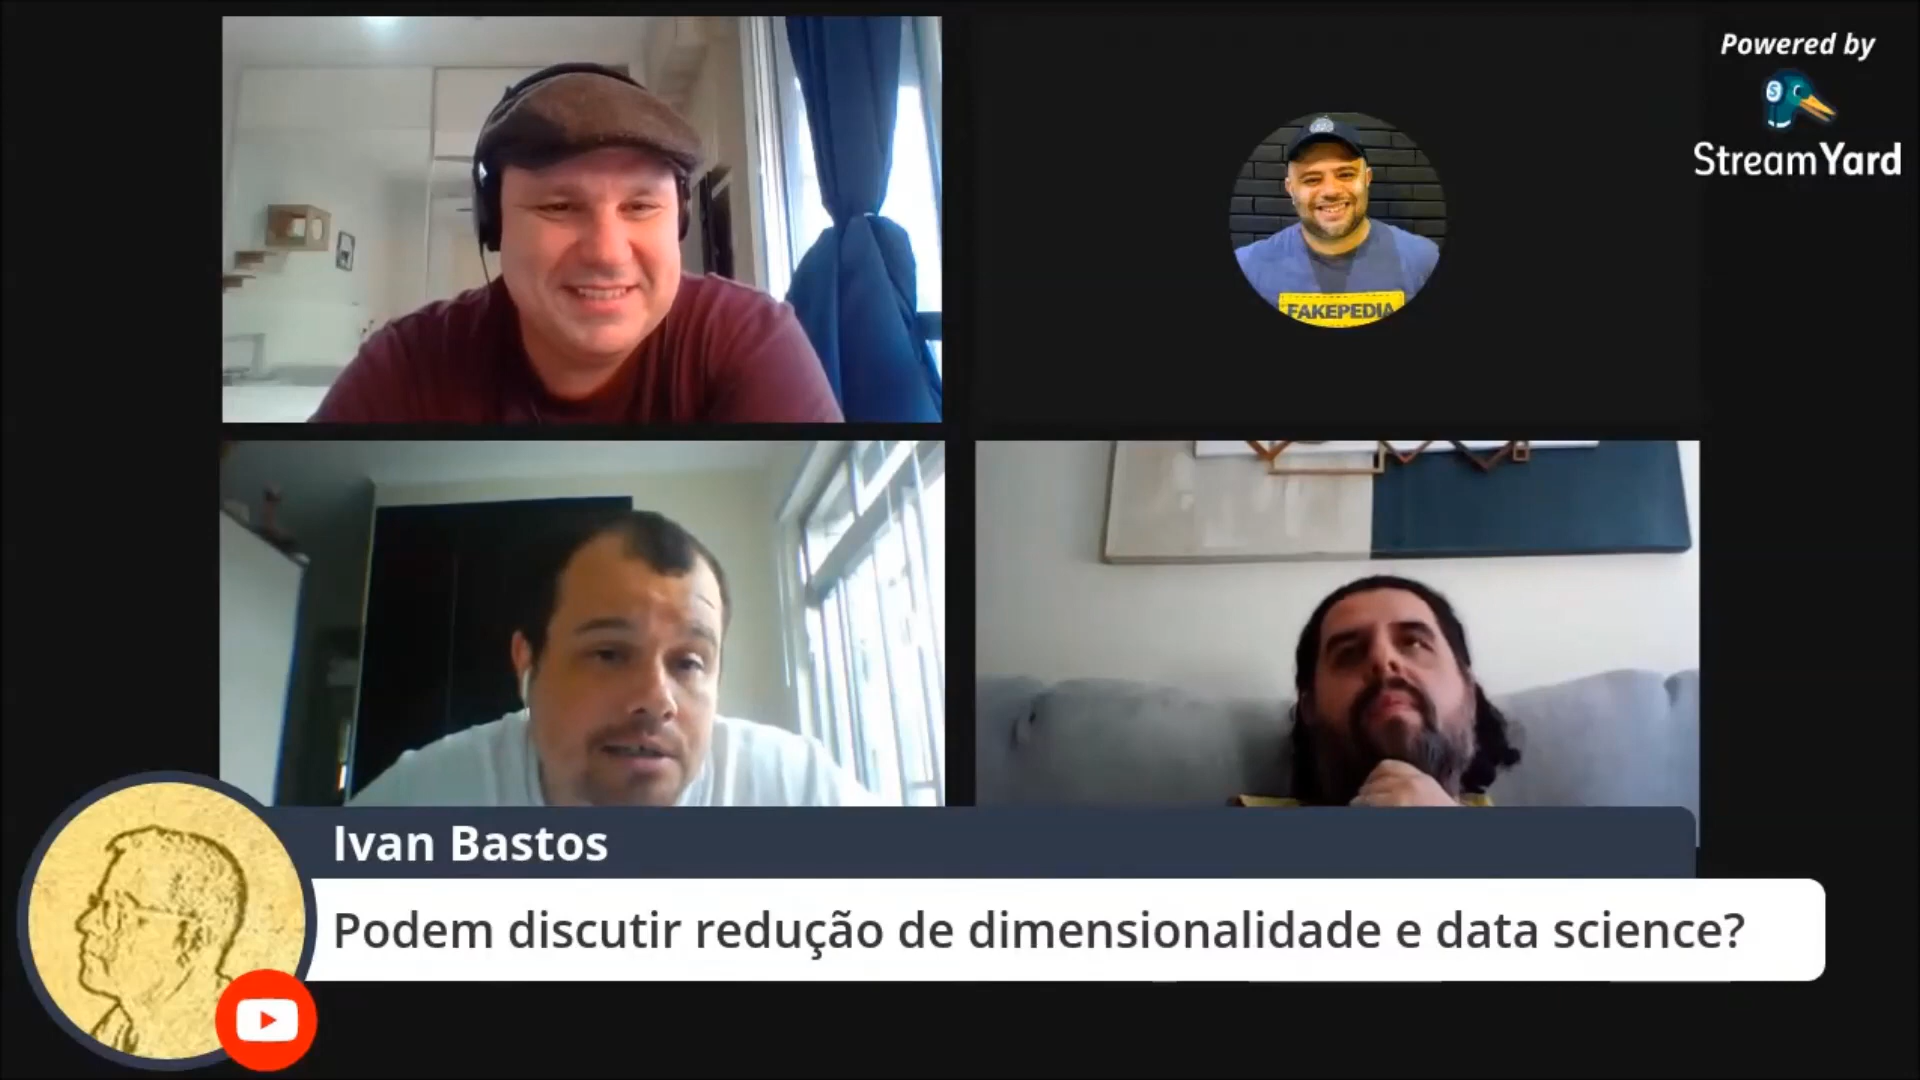 Powered by
StreamYard
FAKEPEDIA
Ivan Bastos
Podem discutir redução de dimensionalidade e data science?